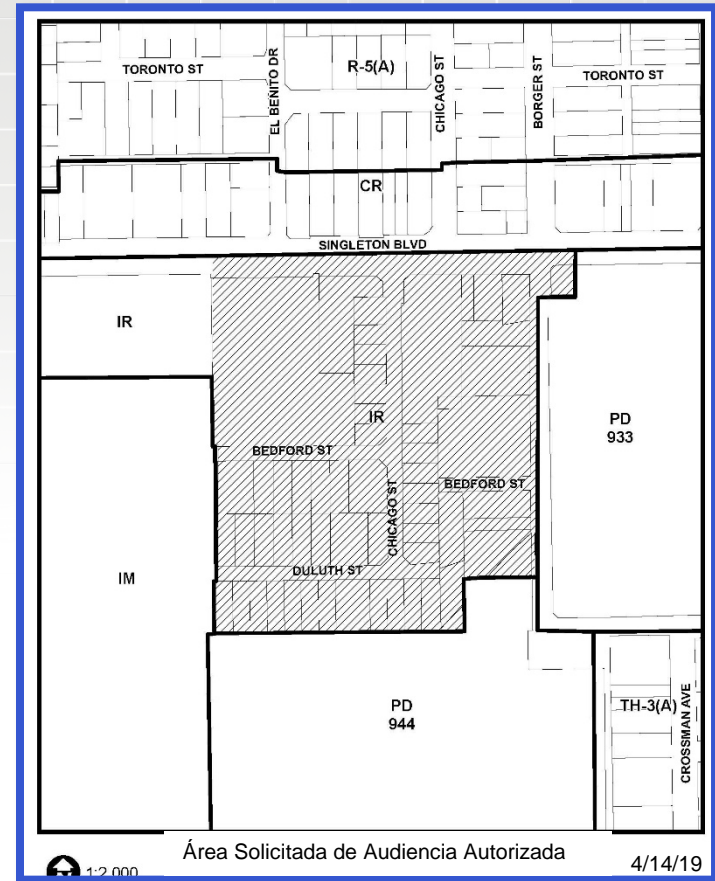 TORONTO ST
EL BENITO DR
R-5(A)
CHICAGO ST
BORGER ST
TORONTO ST
CR
SINGLETON BLVD
IR
IR
PD
933
BEDFORD ST
BEDFORD ST
CHICAGO ST
DULUTH ST
IM
PD
944
TH-3(A)
CROSSMAN AVE
1:2,000
Área Solicitada de Audiencia Autorizada
4/14/19